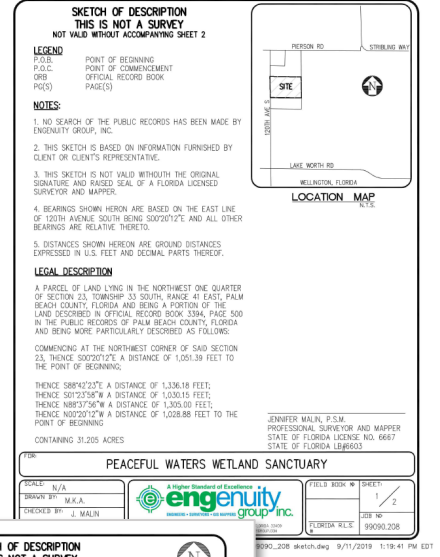 SKETCH OF DESCRIPTION
THIS IS NOT A SURVEY
NOT VALID WITHOUT ACCOMPANYING SHEET 2
LEGEND
P.O.B. POINT OF BEGINNING
P.O.C. POINT OF COMMENCEMENT
ORB OFFICIAL RECORD BOOK
PG(S) PAGE(S)
NOTES:
1. NO SEARCH OF THE PUBLIC RECORDS HAS BEEN MADE BY
ENGENUITY GROUP, INC.
2. THIS SKETCH IS BASED ON INFORMATION FURNISHED BY
CLIENT OR CLIENT'S REPRESENTATIVE.
3. THIS SKETCH IS NOT VALID WITHOUTH THE ORIGINAL
SIGNATURE AND RAISED SEAL OF A FLORIDA LICENSED
SURVEYOR AND MAPPER.
4. BEARINGS SHOWN HERON ARE BASED ON THE EAST LINE
OF 120TH AVENUE SOUTH BEING S00°20'12"E AND ALL OTHER
BEARINGS ARE RELATIVE THERETO.
5. DISTANCES SHOWN HEREON ARE GROUND DISTANCES
EXPRESSED IN U.S. FEET AND DECIMAL PARTS THEREOF.
LEGAL DESCRIPTION
A PARCEL OF LAND LYING IN THE NORTHWEST ONE QUARTER
OF SECTION 23, TOWNSHIP 33 SOUTH, RANGE 41 EAST, PALM
BEACH COUNTY, FLORIDA AND BEING A PORTION OF THE
LAND DESCRIBED IN OFFICIAL RECORD BOOK 3394, PAGE 500
IN THE PUBLIC RECORDS OF PALM BEACH COUNTY, FLORIDA
AND BEING MORE PARTICULARLY DESCRIBED AS FOLLOWS:
COMMENCING AT THE NORTHWEST CORNER OF SAID SECTION
23, THENCE S00°20'12"E A DISTANCE OF 1,051.39 FEET TO
THE POINT OF BEGINNING;
THENCE S88°42'23"E A DISTANCE OF 1,336.18 FEET;
THENCE S01°23'58"W A DISTANCE OF 1,030.15 FEET;
THENCE N88°37'56"W A DISTANCE OF 1,305.00 FEET;
THENCE N00°20'12"W A DISTANCE OF 1,028.88 FEET TO THE
POINT OF BEGINNING
CONTAINING 31.205 ACRES
PIERSON RD
STRIBLING WAY
SITE
N
120TH AVE. S
LAKE WORTH RD
WELLINGTON, FLORIDA
LOCATION MAP
N.T.S.
JENNIFER MALIN, P.S.M.
PROFESSIONAL SURVEYOR AND MAPPER
STATE OF FLORIDA LICENSE NO. 6667
STATE OF FLORIDA LB#6603
FOR:
PEACEFUL WATERS WETLAND SANCTUARY
SCALE: N/A
DRAWN BY: M.K.A.
CHECKED BY: J. MALIN
A Higher Standard of Excellence
engenuity
group inc.
ENGINEERS • SURVEYORS • GIS MAPPERS
FIELD BOOK №
SHEET:
1/2
FLORIDA R.L.S.
#
JOB №
99090.208
9090_208 sketch.dwg 9/11/2019 1:19:41 PM EDT
H OF DESCRIPTION
N